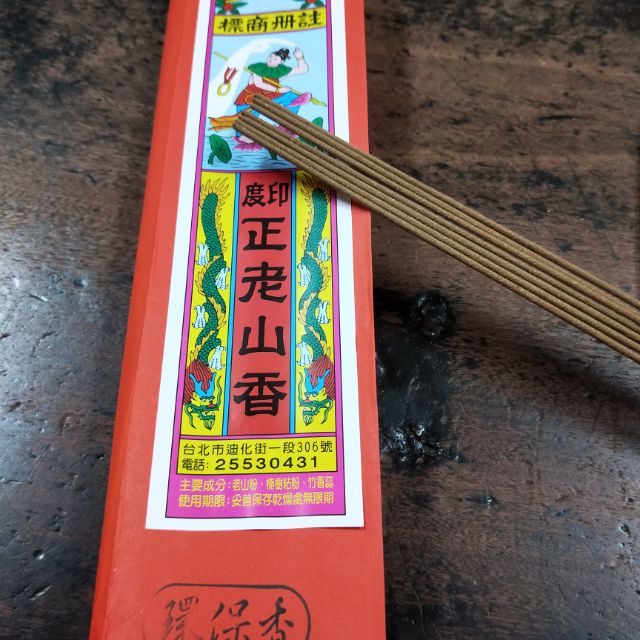 標商册註
度印
正老山香
台北市迪化街一段306號
電話: 25530431
主要成分:老山粉、楠樹粘粉、竹香蕊
使用期限:妥善保存乾燥處無限期
環保香